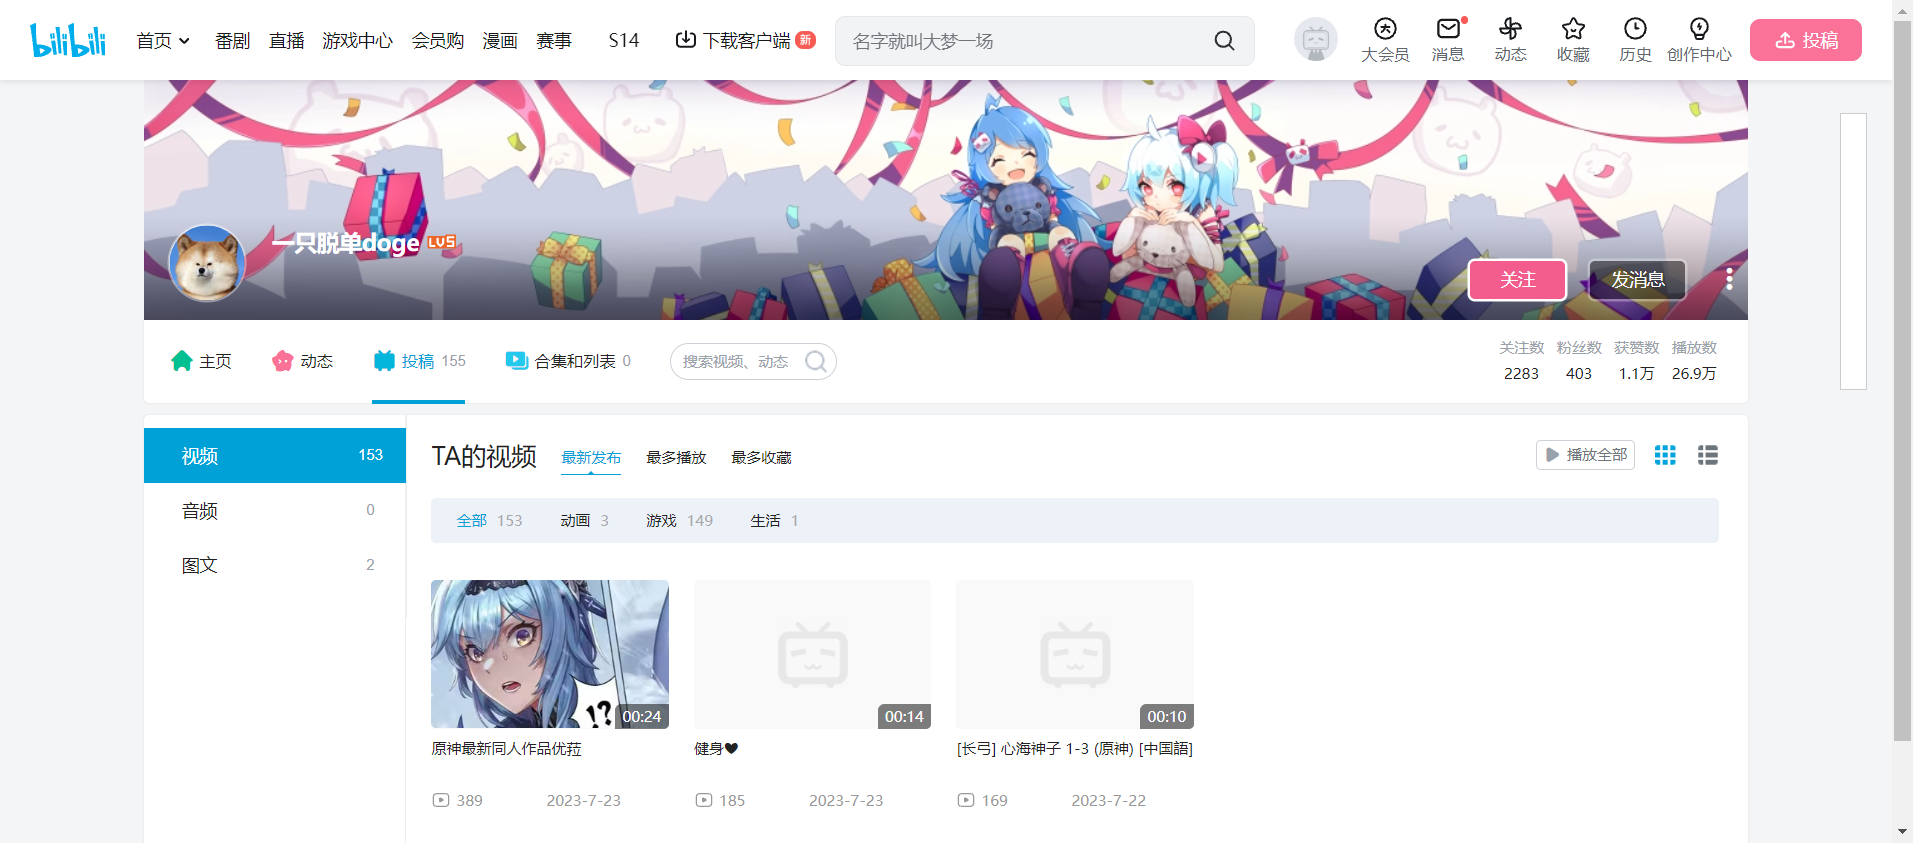 bilibili 首页 番剧 直播 游戏中心 会员购 漫画 赛事 S14 下载客户端 新 名字就叫大梦一场 大会员 消息 动态 收藏 历史 创作中心 投稿
一只脱单doge LV5
关注 发消息
主页 动态 投稿 155 合集和列表 0 搜索视频、动态
关注数 粉丝数 获赞数 播放数
2283 403 1.1万 26.9万
视频 153
音频 0
图文 2
TA的视频 最新发布 最多播放 最多收藏 播放全部
全部 153 动画 3 游戏 149 生活 1
!?
00:24 00:14 00:10
原神最新同人作品优菈 健身♥ [长弓] 心海神子 1-3 (原神) [中国語]
389 2023-7-23 185 2023-7-23 169 2023-7-22